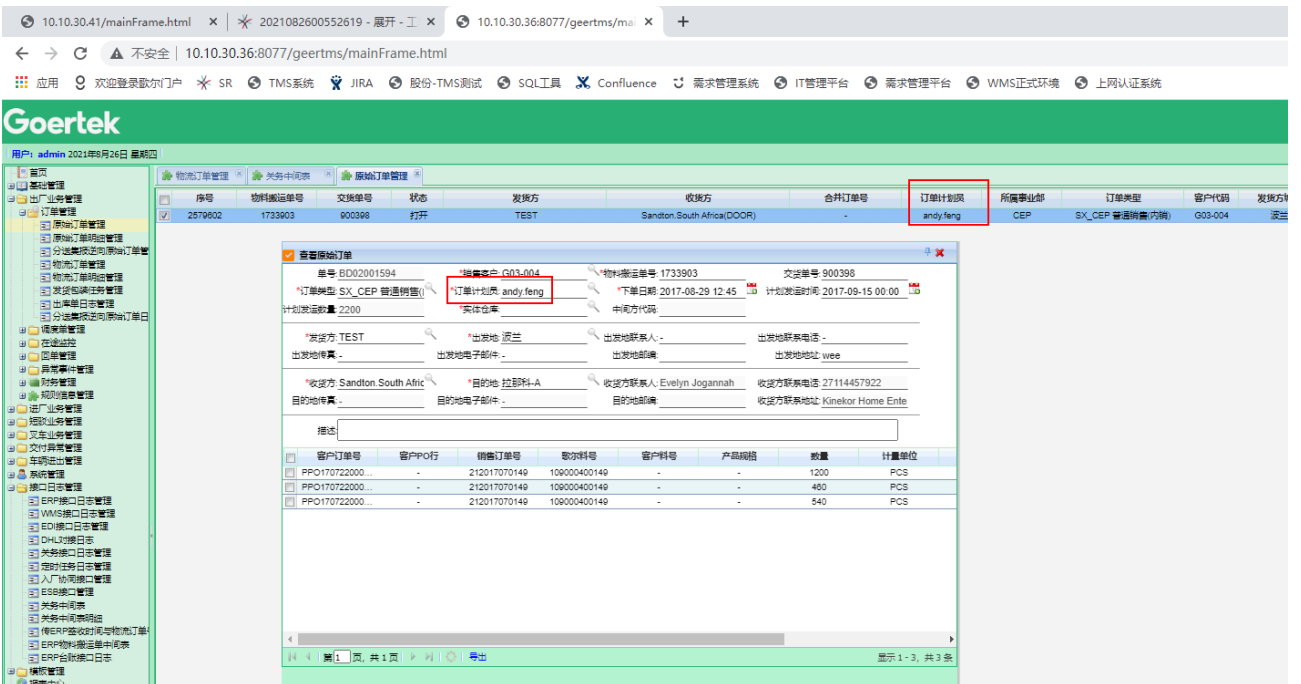 10.10.30.41/mainFrame.html
2021082600552619 - 展开 - 工
10.10.30.36:8077/geertms/mai
不安全 | 10.10.30.36:8077/geertms/mainFrame.html
应用 欢迎登录歌尔门户 SR TMS系统 JIRA 股份-TMS测试 SQL工具 Confluence 需求管理系统 IT管理平台 需求管理平台 WMS正式环境 上网认证系统
Goertek
用户: admin 2021年8月26日 星期四
首页
基础管理
出厂业务管理
订单管理
原始订单管理
原始订单明细管理
分送集报逆向原始订单管
物流订单管理
物流订单明细管理
发货包装任务管理
出库单日志管理
分送集报逆向原始订单日
调度单管理
在途监控
回单管理
异常事件管理
财务管理
规则信息管理
进厂业务管理
短驳业务管理
叉车业务管理
交付异常管理
车辆进出管理
系统管理
接口日志管理
ERP接口日志管理
WMS接口日志管理
EDI接口日志管理
DHL对接日志
关务接口日志管理
定时任务日志管理
入厂协同接口管理
ESB接口管理
关务中间表
关务中间表明细
传ERP签收时间与物流订单号
ERP物料搬运单中间表
ERP台账接口日志
模板管理
报表中心
物流订单管理 关务中间表 原始订单管理
序号 物料搬运单号 交货单号 状态 发货方 收货方 合并订单号 订单计划员 所属事业部 订单类型 客户代码 发货方城
2579602 1733903 900398 打开 TEST Sandton.South Africa(DOOR) - andy.feng CEP SX_CEP 普通销售(内销) G03-004 波兰
查看原始订单
单号: BD02001594 *销售客户: G03-004 *物料搬运单号: 1733903 交货单号: 900398
*订单类型: SX_CEP 普通销售( *订单计划员: andy.feng *下单日期: 2017-08-29 12:45 计划发运时间: 2017-09-15 00:00
计划发运数量: 2200 *实体仓库: 中间方代码:
*发货方: TEST *出发地: 波兰 出发地联系人: - 出发地联系电话: -
出发地传真: - 出发地电子邮件: - 出发地邮编: 出发地地址: wee
*收货方: Sandton.South Afric *目的地: 拉那科-A 收货方联系人: Evelyn Jogannah 收货方联系电话: 27114457922
目的地传真: - 目的地电子邮件: - 目的地邮编: 收货方联系地址: Kinekor Home Ente
描述:
客户订单号 客户PO行 销售订单号 歌尔料号 客户料号 产品规格 数量 计量单位
PPO170722000... - 212017070149 109000400149 - - 1200 PCS
PPO170722000... - 212017070149 109000400149 - - 460 PCS
PPO170722000... - 212017070149 109000400149 - - 540 PCS
第 1 页, 共 1 页 导出 显示 1 - 3, 共 3 条